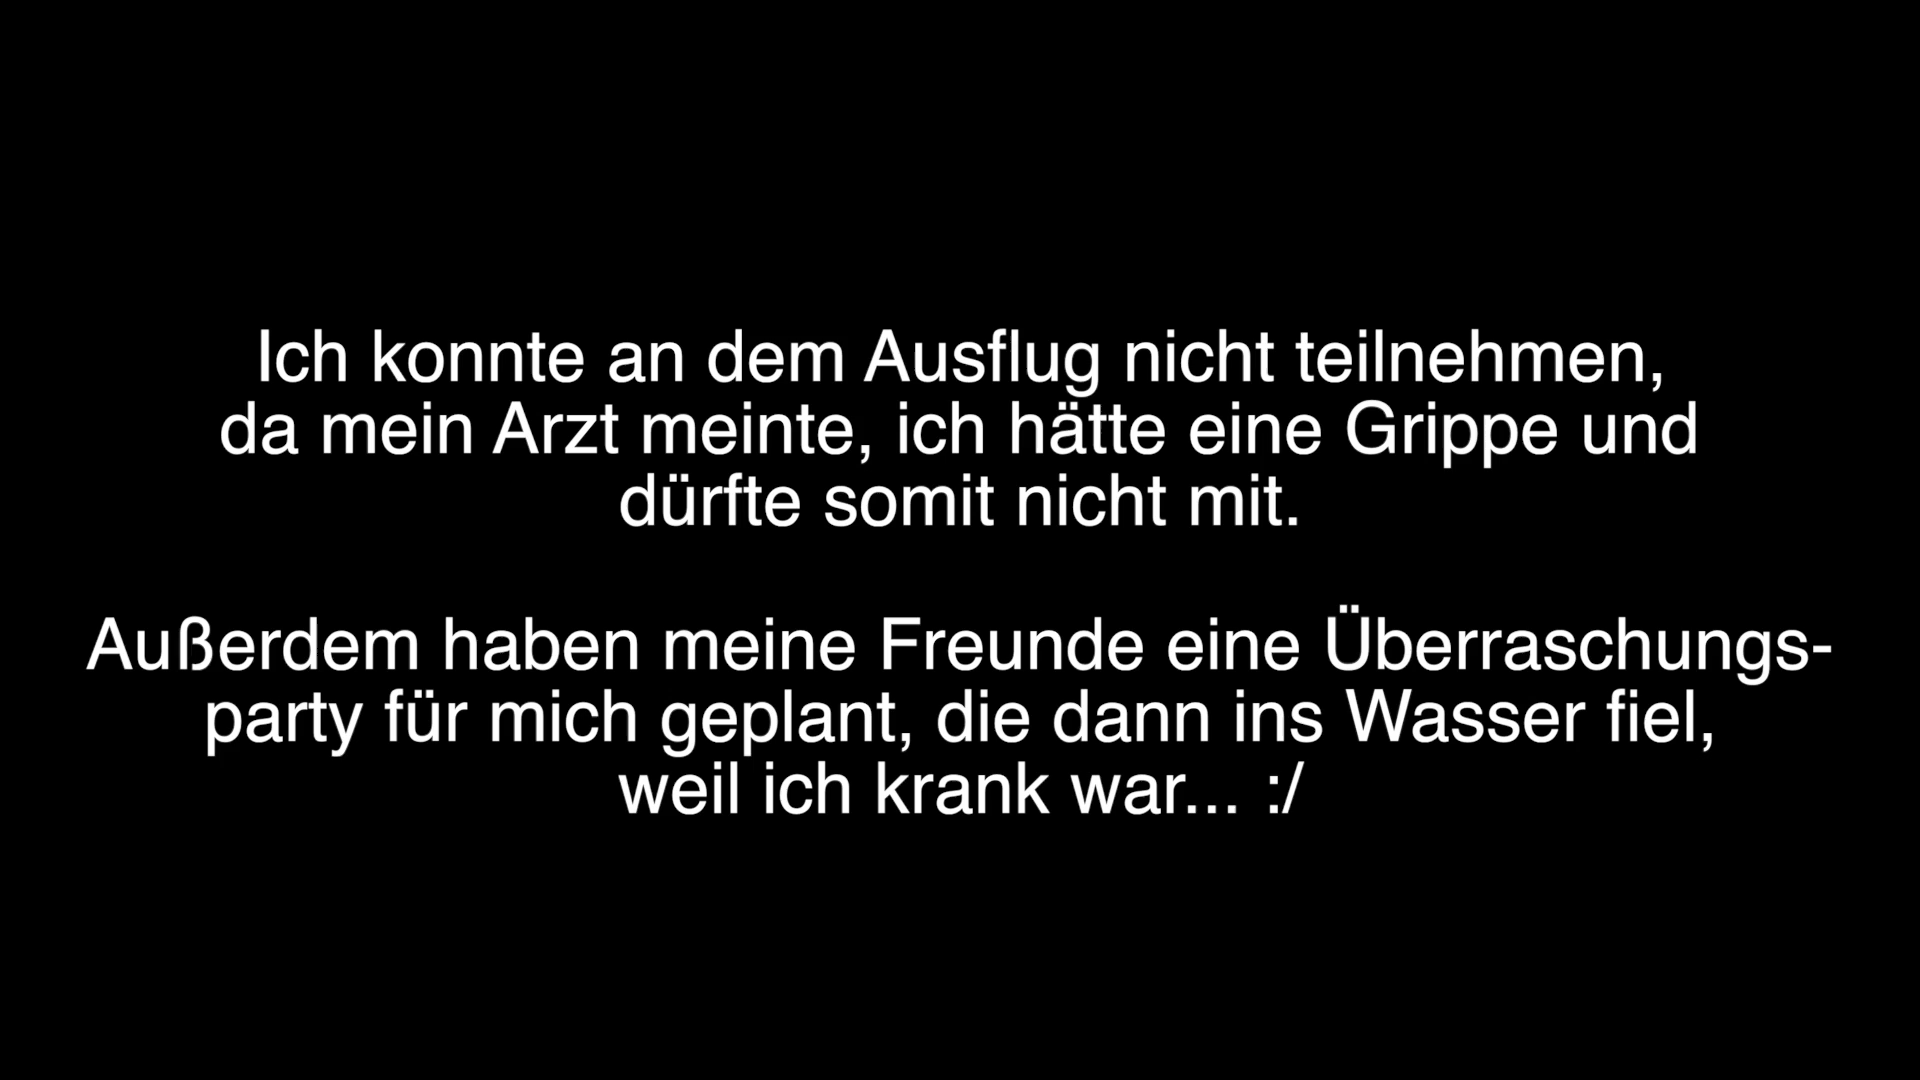 Ich konnte an dem Ausflug nicht teilnehmen,
da mein Arzt meinte, ich hätte eine Grippe und
dürfte somit nicht mit.
Außerdem haben meine Freunde eine Überraschungs-
party für mich geplant, die dann ins Wasser fiel,
weil ich krank war... :/